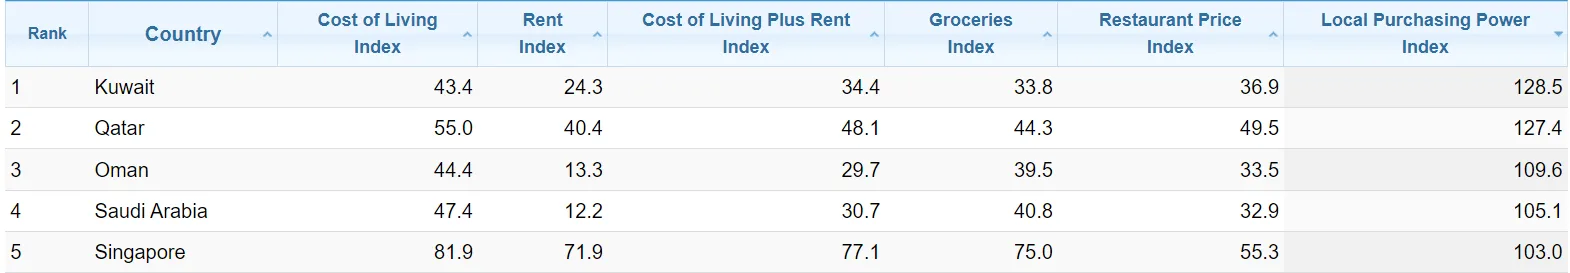 Rank Country Cost of Living Index Rent Index Cost of Living Plus Rent Index Groceries Index Restaurant Price Index Local Purchasing Power Index
1 Kuwait 43.4 24.3 34.4 33.8 36.9 128.5
2 Qatar 55.0 40.4 48.1 44.3 49.5 127.4
3 Oman 44.4 13.3 29.7 39.5 33.5 109.6
4 Saudi Arabia 47.4 12.2 30.7 40.8 32.9 105.1
5 Singapore 81.9 71.9 77.1 75.0 55.3 103.0